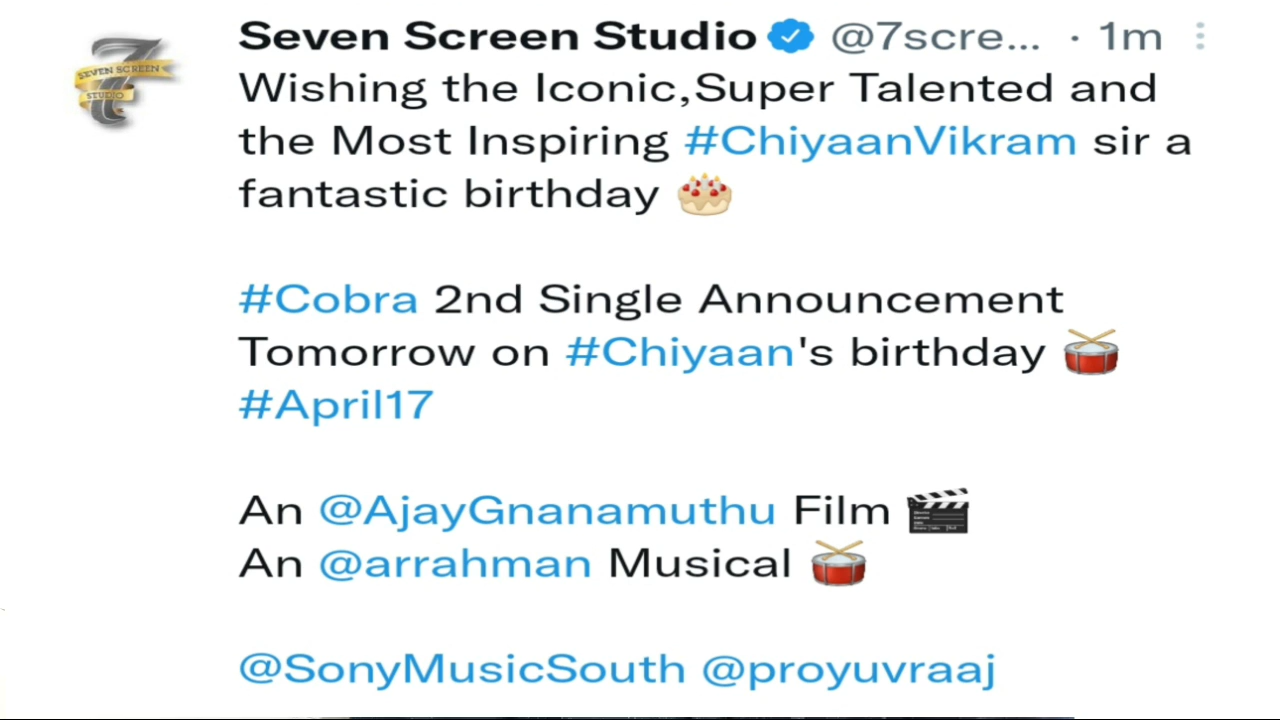 Seven Screen Studio @7scre... · 1m
SEVEN SCREEN
STUDIO
Wishing the Iconic,Super Talented and
the Most Inspiring #ChiyaanVikram sir a
fantastic birthday 🎂
#Cobra 2nd Single Announcement
Tomorrow on #Chiyaan's birthday 🥁
#April17
An @AjayGnanamuthu Film 🎬
An @arrahman Musical 🥁
@SonyMusicSouth @proyuvraaj